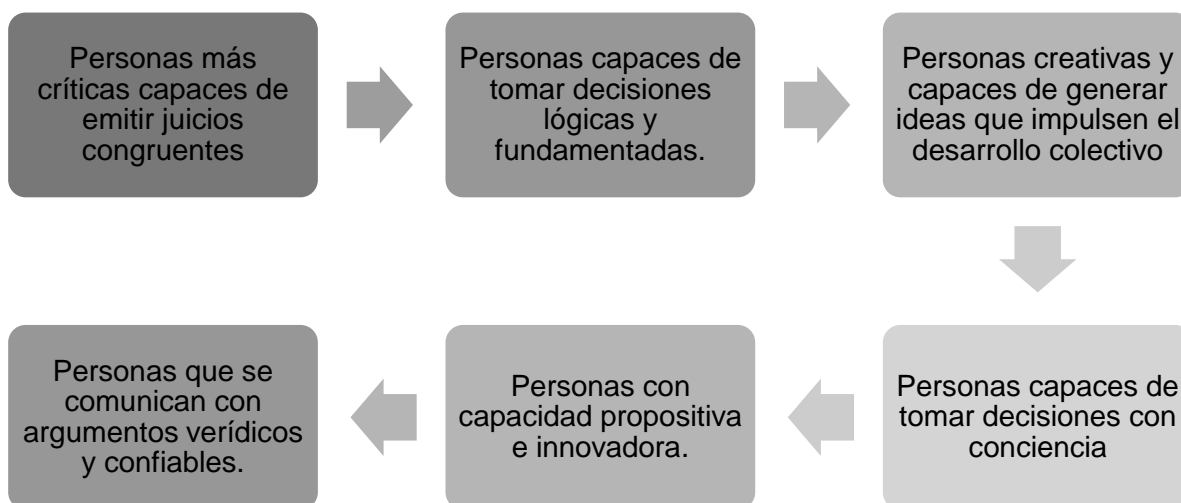 Personas más
críticas capaces de
emitir juicios
congruentes
Personas capaces de
tomar decisiones
lógicas y
fundamentadas.
Personas creativas y
capaces de generar
ideas que impulsen el
desarrollo colectivo
Personas capaces de
tomar decisiones con
conciencia
Personas con
capacidad propositiva
e innovadora.
Personas que se
comunican con
argumentos verídicos
y confiables.